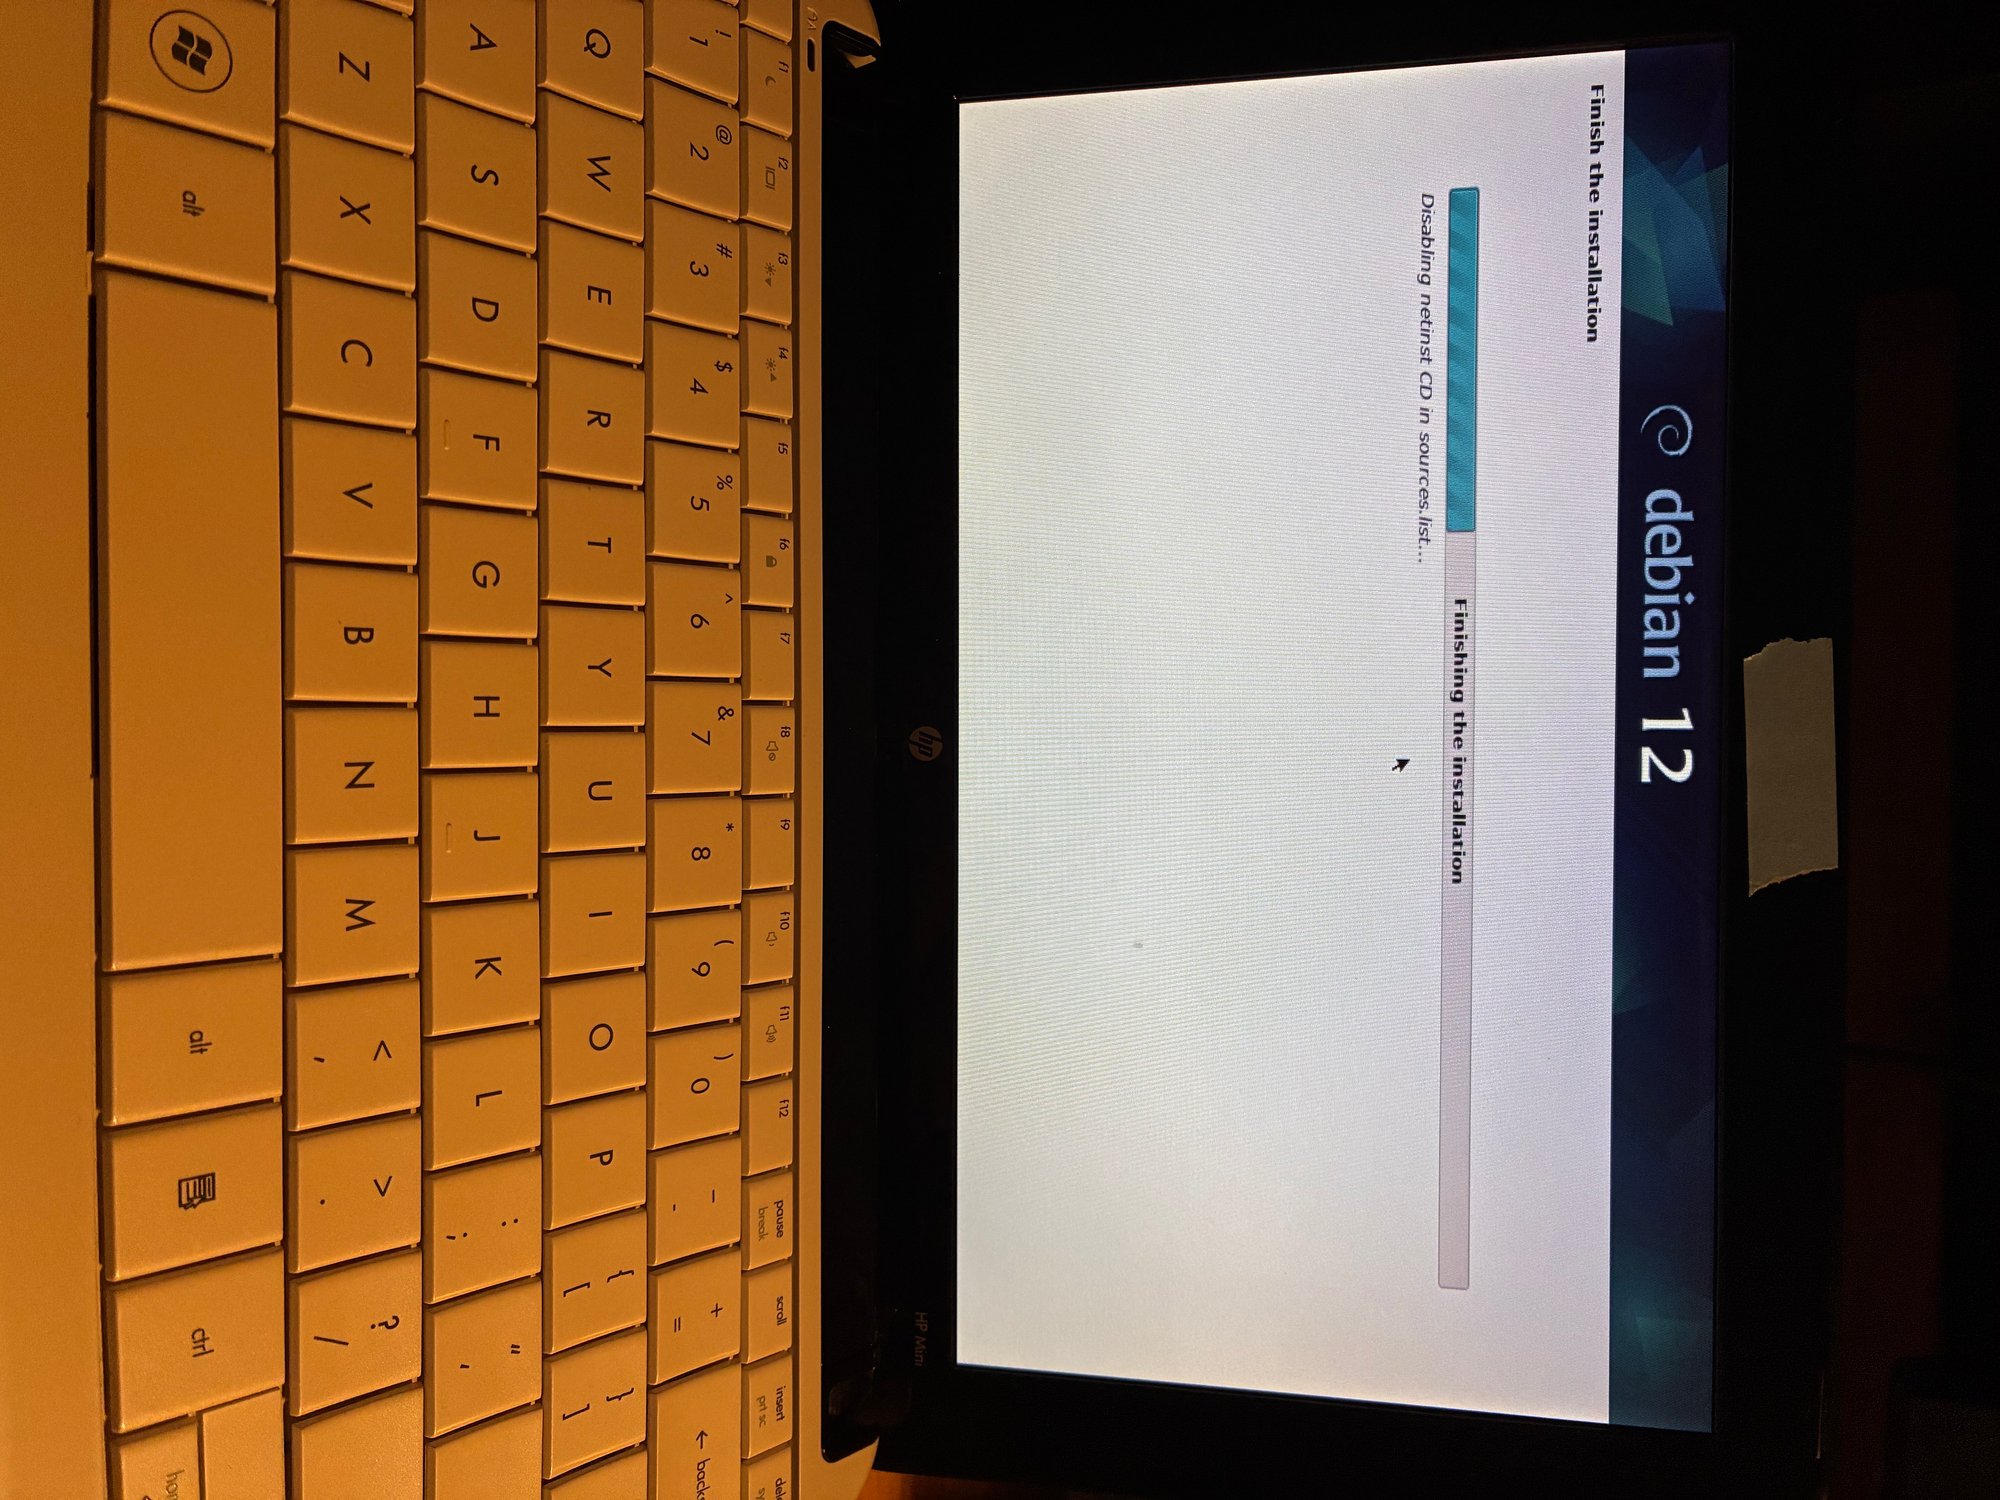 debian 12
Finish the installation
Finishing the installation
Disabling netinst CD in sources.list...
hp
HP Mini
f1 f2 f3 f4 f5 f6 f7 f8 f9 f10 f11 f12 pause break scroll insert prt sc
! 1 @ 2 # 3 $ 4 % 5 ^ 6 & 7 * 8 ( 9 ) 0 _ - + = ← backs
Q W E R T Y U I O P { [ } ]
A S D F G H J K L : ; " '
Z X C V B N M < , > . ? /
alt alt ctrl